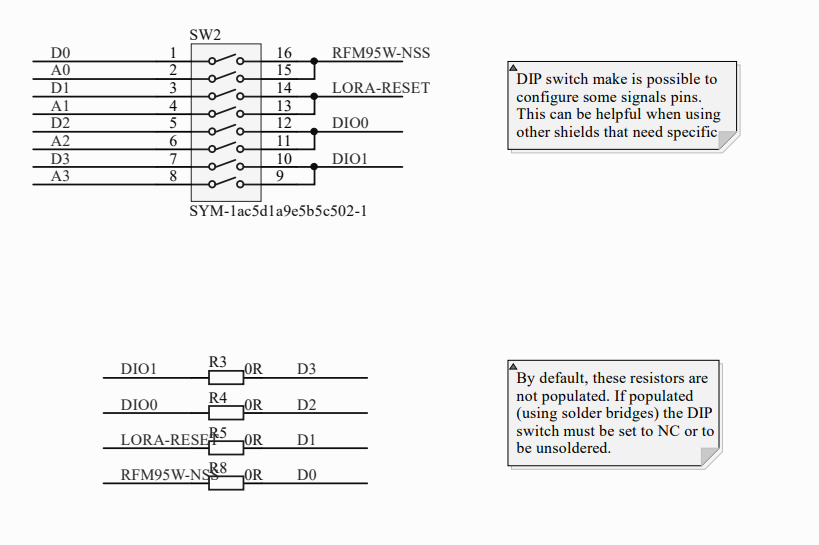 SW2
D0 1 16 RFM95W-NSS
A0 2 15
D1 3 14 LORA-RESET
A1 4 13
D2 5 12 DIO0
A2 6 11
D3 7 10 DIO1
A3 8 9
SYM-1ac5d1a9e5b5c502-1
DIP switch make is possible to
configure some signals pins.
This can be helpful when using
other shields that need specific
R3
DIO1 0R D3
R4
DIO0 0R D2
R5
LORA-RESET 0R D1
R8
RFM95W-NSS 0R D0
By default, these resistors are
not populated. If populated
(using solder bridges) the DIP
switch must be set to NC or to
be unsoldered.